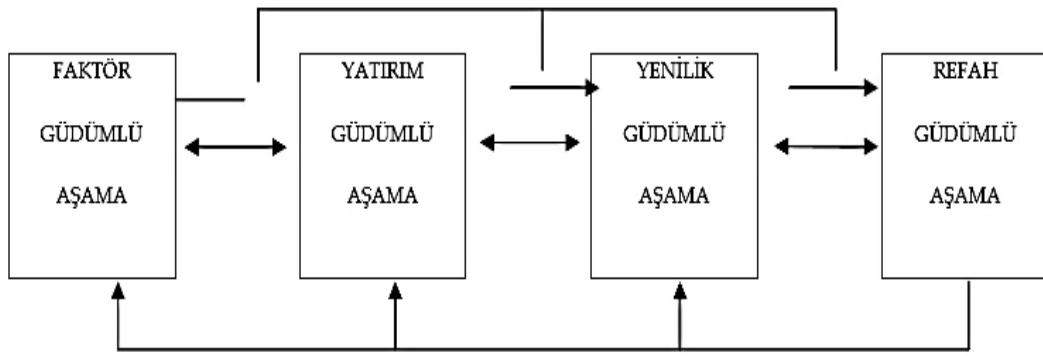 FAKTÖR
GÜDÜMLÜ
AŞAMA
YATIRIM
GÜDÜMLÜ
AŞAMA
YENİLİK
GÜDÜMLÜ
AŞAMA
REFAH
GÜDÜMLÜ
AŞAMA